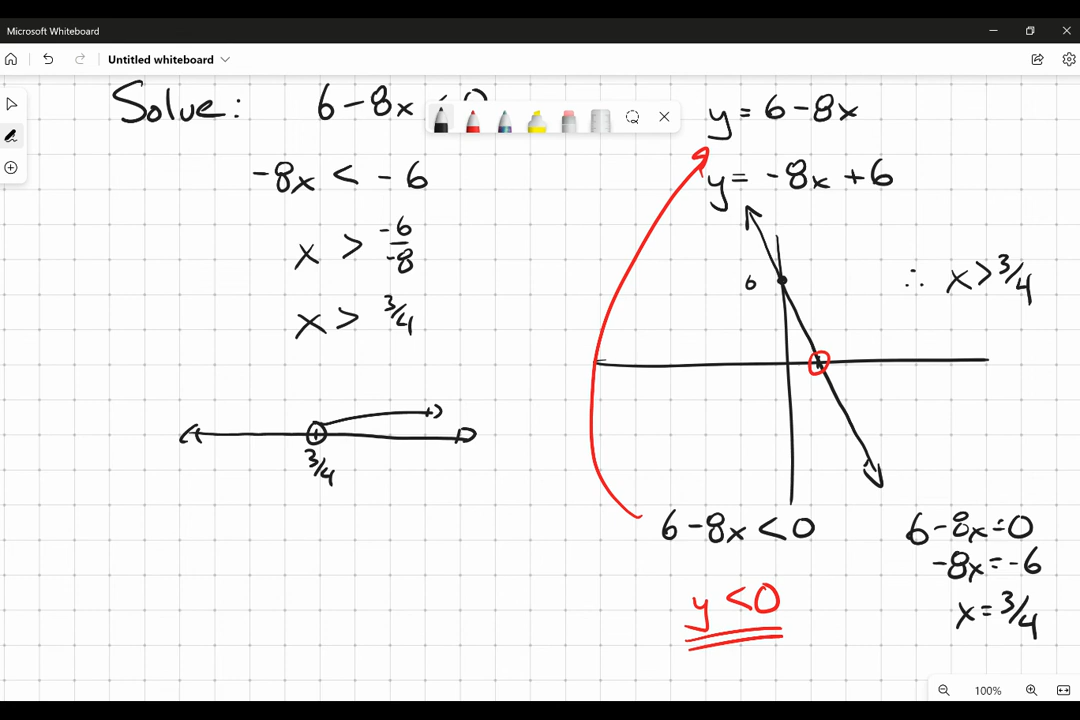 Microsoft Whiteboard
Untitled whiteboard
Solve: 6-8x < 0
-8x < -6
x > -6/-8
x > 3/4
3/4
y = 6-8x
y = -8x+6
6
∴ x>3/4
6-8x<0
y<0
6-8x=0
-8x=-6
x=3/4
100%